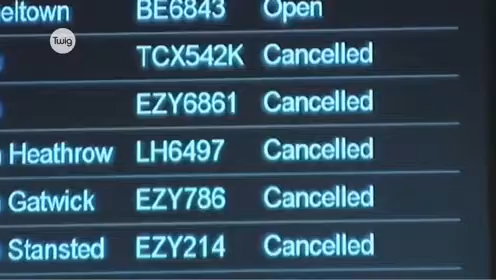 eltown BE6843 Open
Twig
TCX542K Cancelled
EZY6861 Cancelled
Heathrow LH6497 Cancelled
Gatwick EZY786 Cancelled
Stansted EZY214 Cancelled